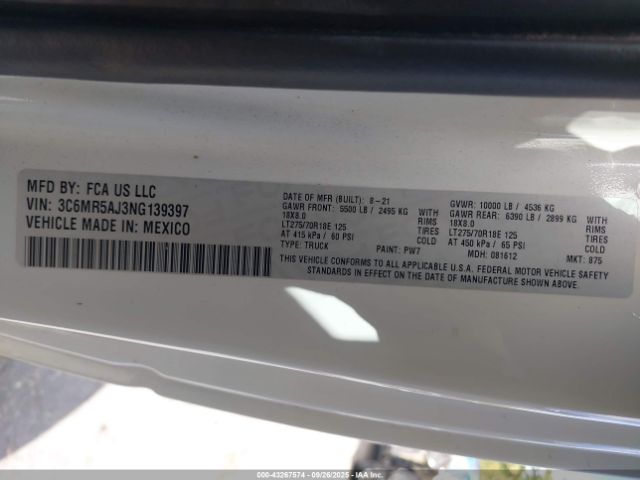 MFD BY: FCA US LLC
VIN: 3C6MR5AJ3NG139397
VEHICLE MADE IN: MEXICO
DATE OF MFR (BUILT): 8-21
GAWR FRONT: 5500 LB / 2495 KG WITH
18X8.0 RIMS
LT275/70R18E 125 TIRES
AT 415 kPa / 60 PSI COLD
TYPE: TRUCK PAINT: PW7
GVWR: 10000 LB / 4536 KG
GAWR REAR: 6390 LB / 2899 KG WITH
18X8.0 RIMS
LT275/70R18E 125 TIRES
AT 450 kPa / 65 PSI COLD
MDH: 081612 MKT: 875
THIS VEHICLE CONFORMS TO ALL APPLICABLE U.S.A. FEDERAL MOTOR VEHICLE SAFETY
STANDARDS IN EFFECT ON THE DATE OF MANUFACTURE SHOWN ABOVE.
000-43267574 - 09/26/2025 - IAAI.COM